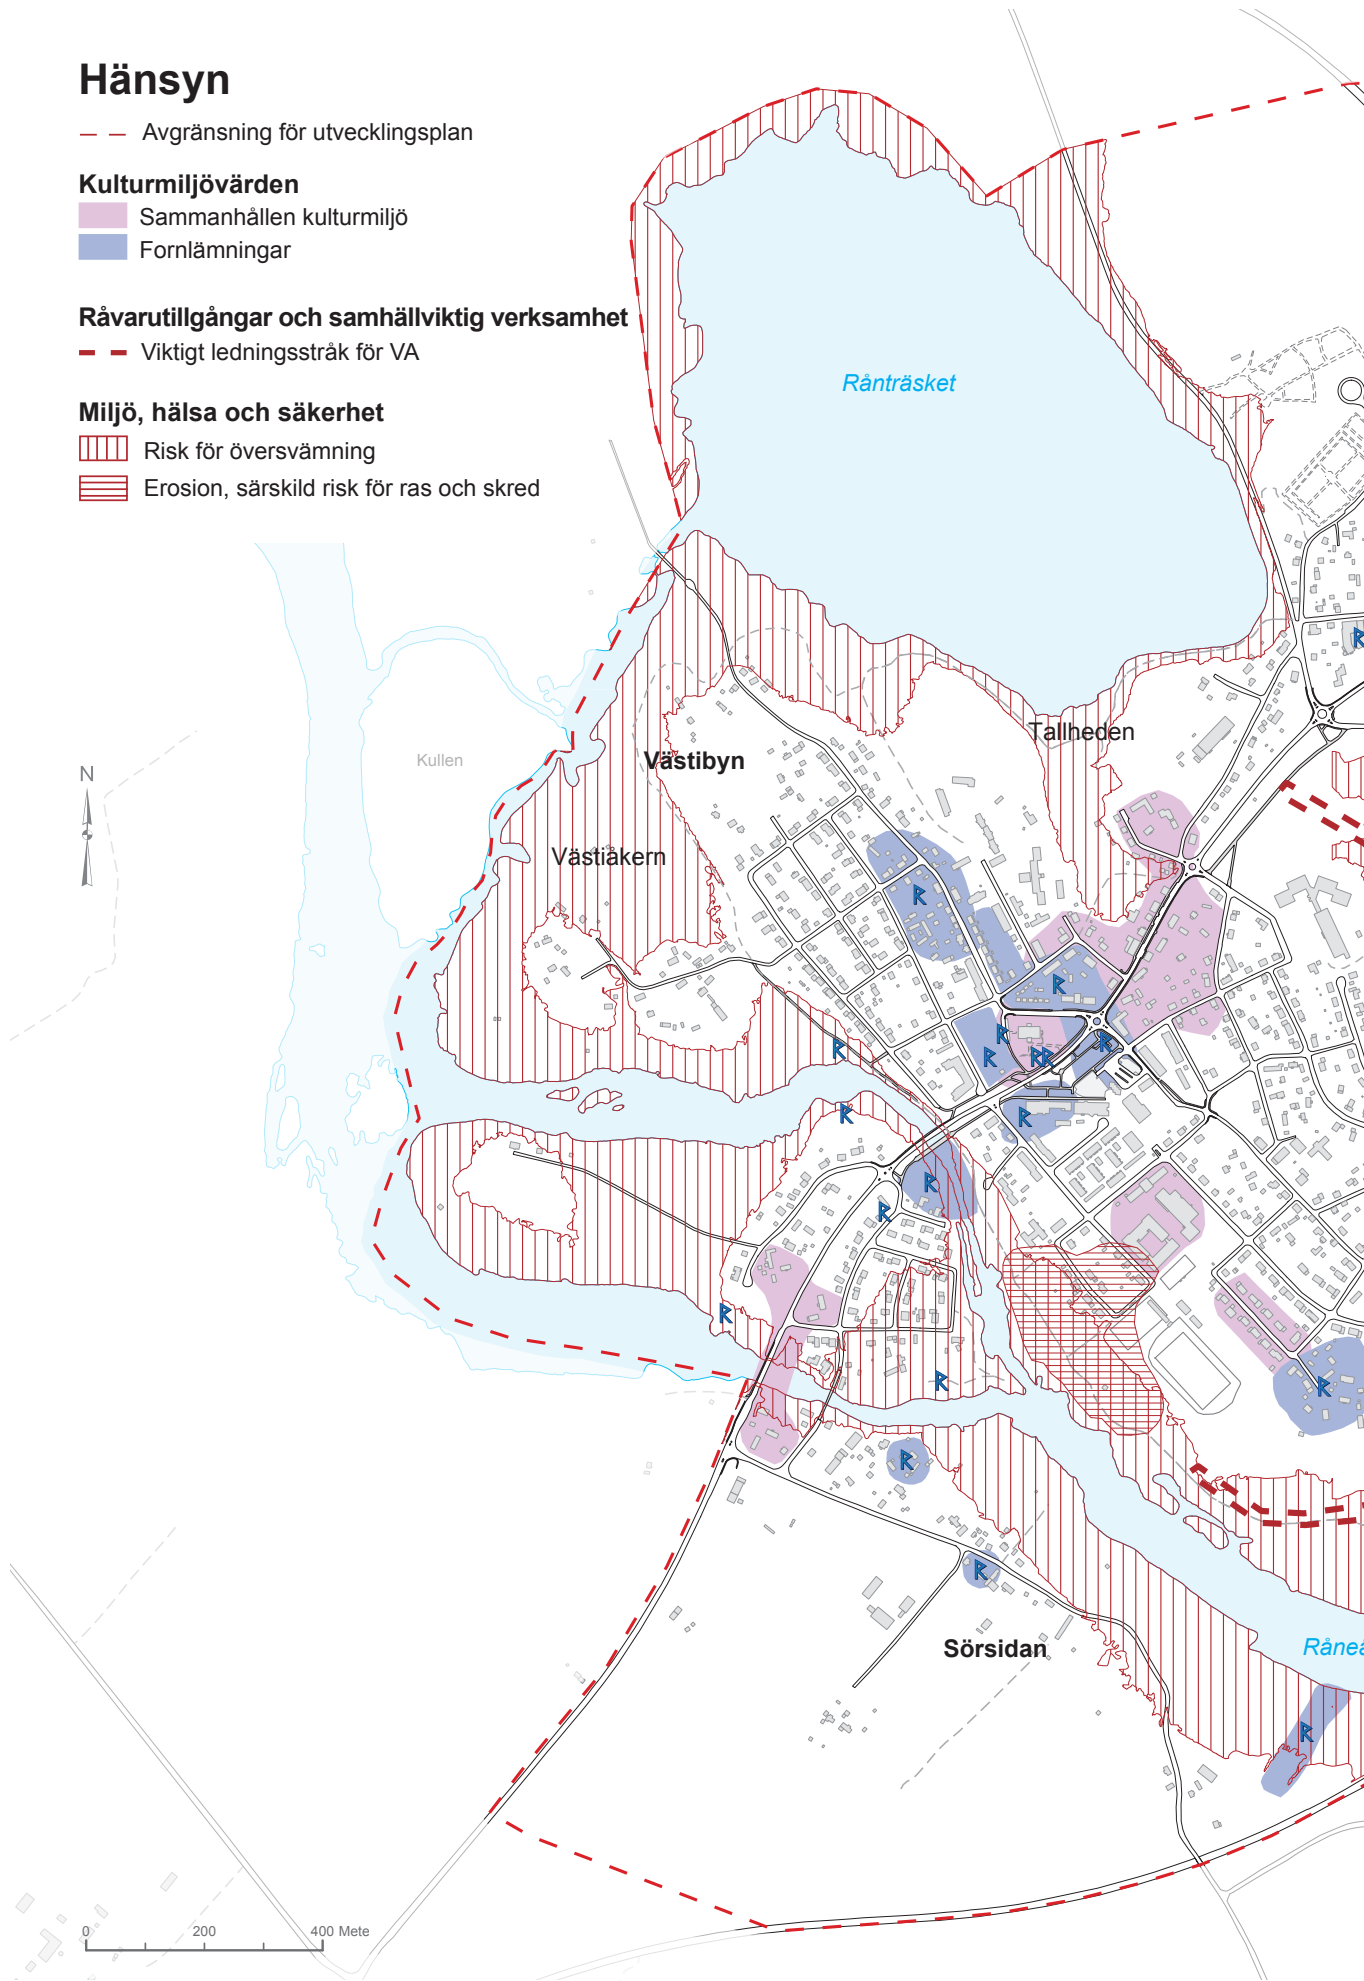 Hänsyn
Avgränsning för utvecklingsplan
Kulturmiljövärden
Sammanhållen kulturmiljö
Fornlämningar
Råvarutillgångar och samhällviktig verksamhet
Viktigt ledningsstråk för VA
Miljö, hälsa och säkerhet
Risk för översvämning
Erosion, särskild risk för ras och skred
Rånträsket
Tallheden
Västibyn
Kullen
N
Västiåkern
Sörsidan
Råneä
0 200 400 Mete